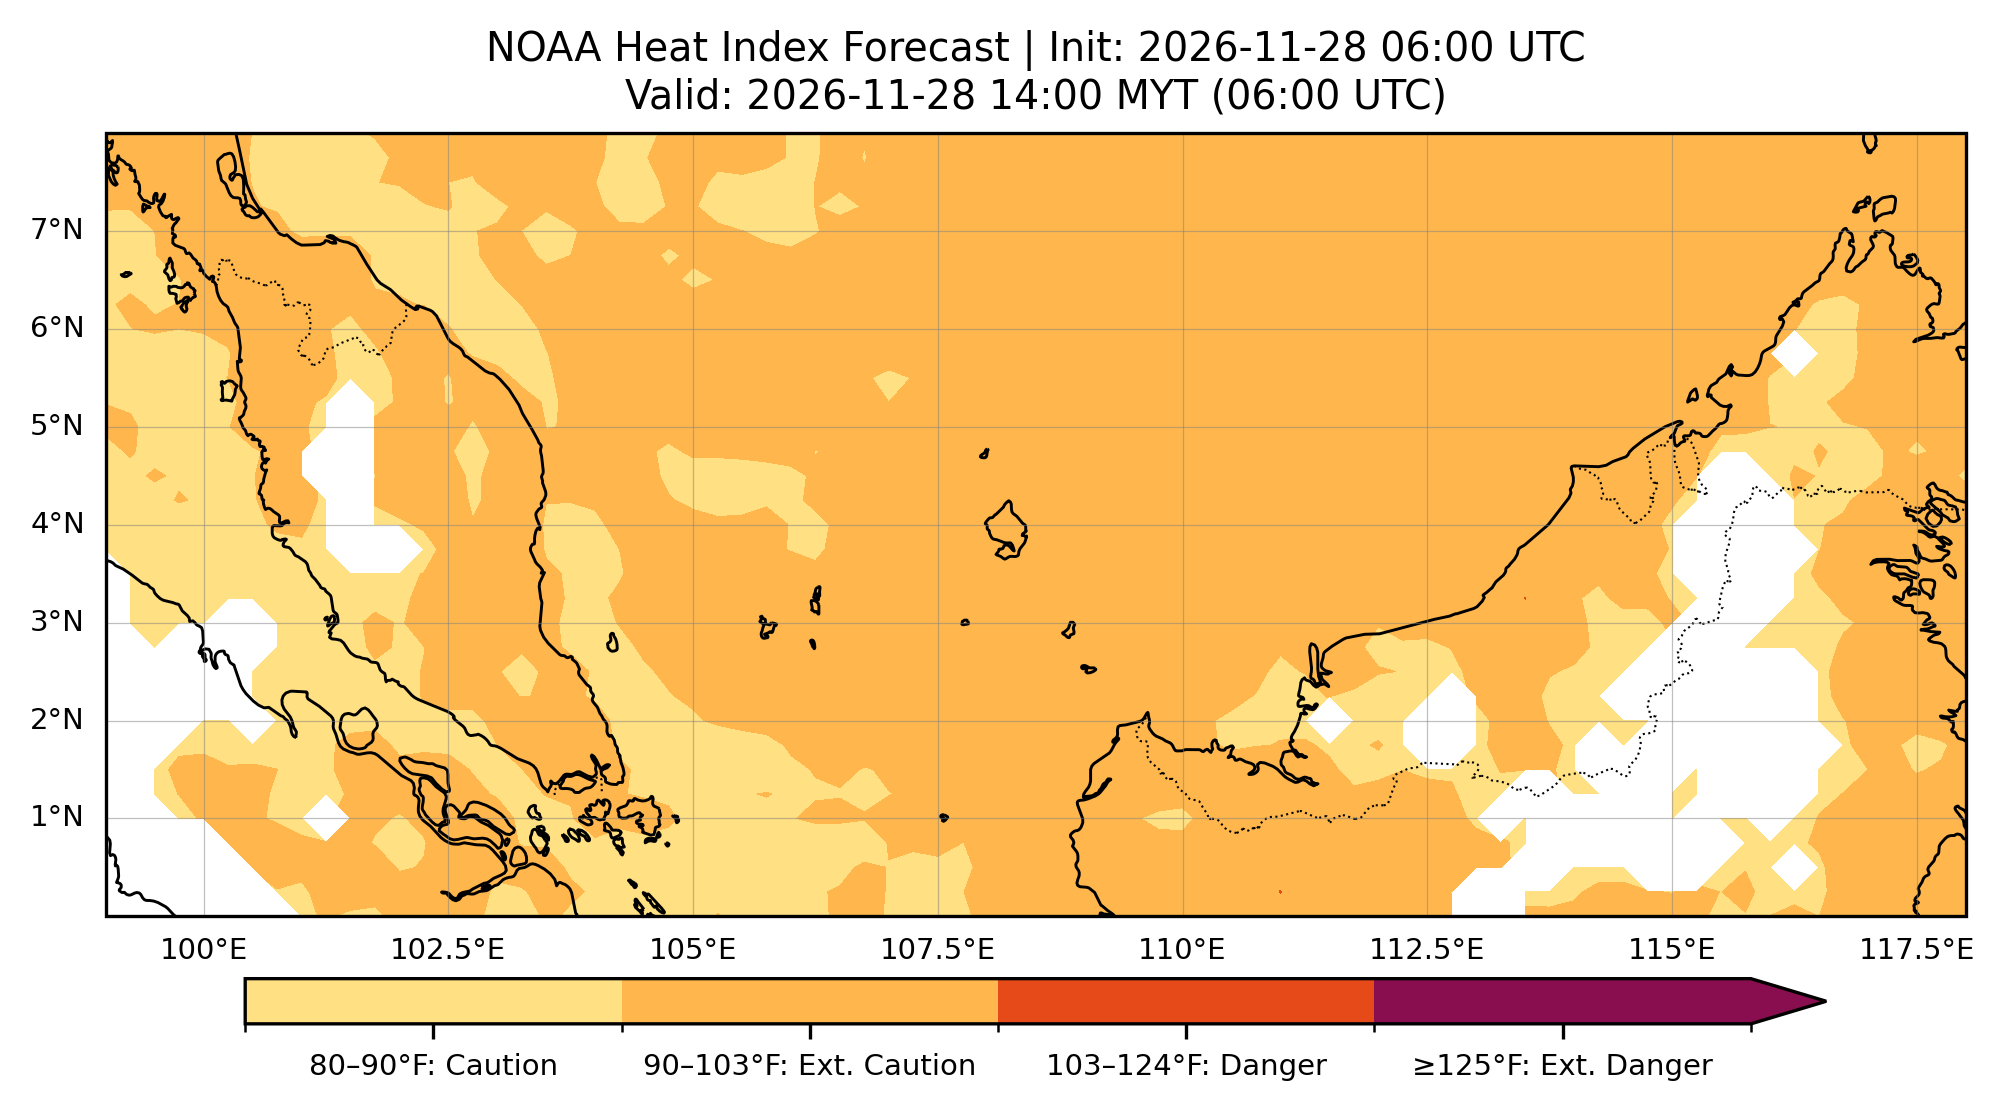 NOAA Heat Index Forecast | Init: 2026-11-28 06:00 UTC
Valid: 2026-11-28 14:00 MYT (06:00 UTC)
7°N
6°N
5°N
4°N
3°N
2°N
1°N
100°E 102.5°E 105°E 107.5°E 110°E 112.5°E 115°E 117.5°E
80–90°F: Caution 90–103°F: Ext. Caution 103–124°F: Danger ≥125°F: Ext. Danger